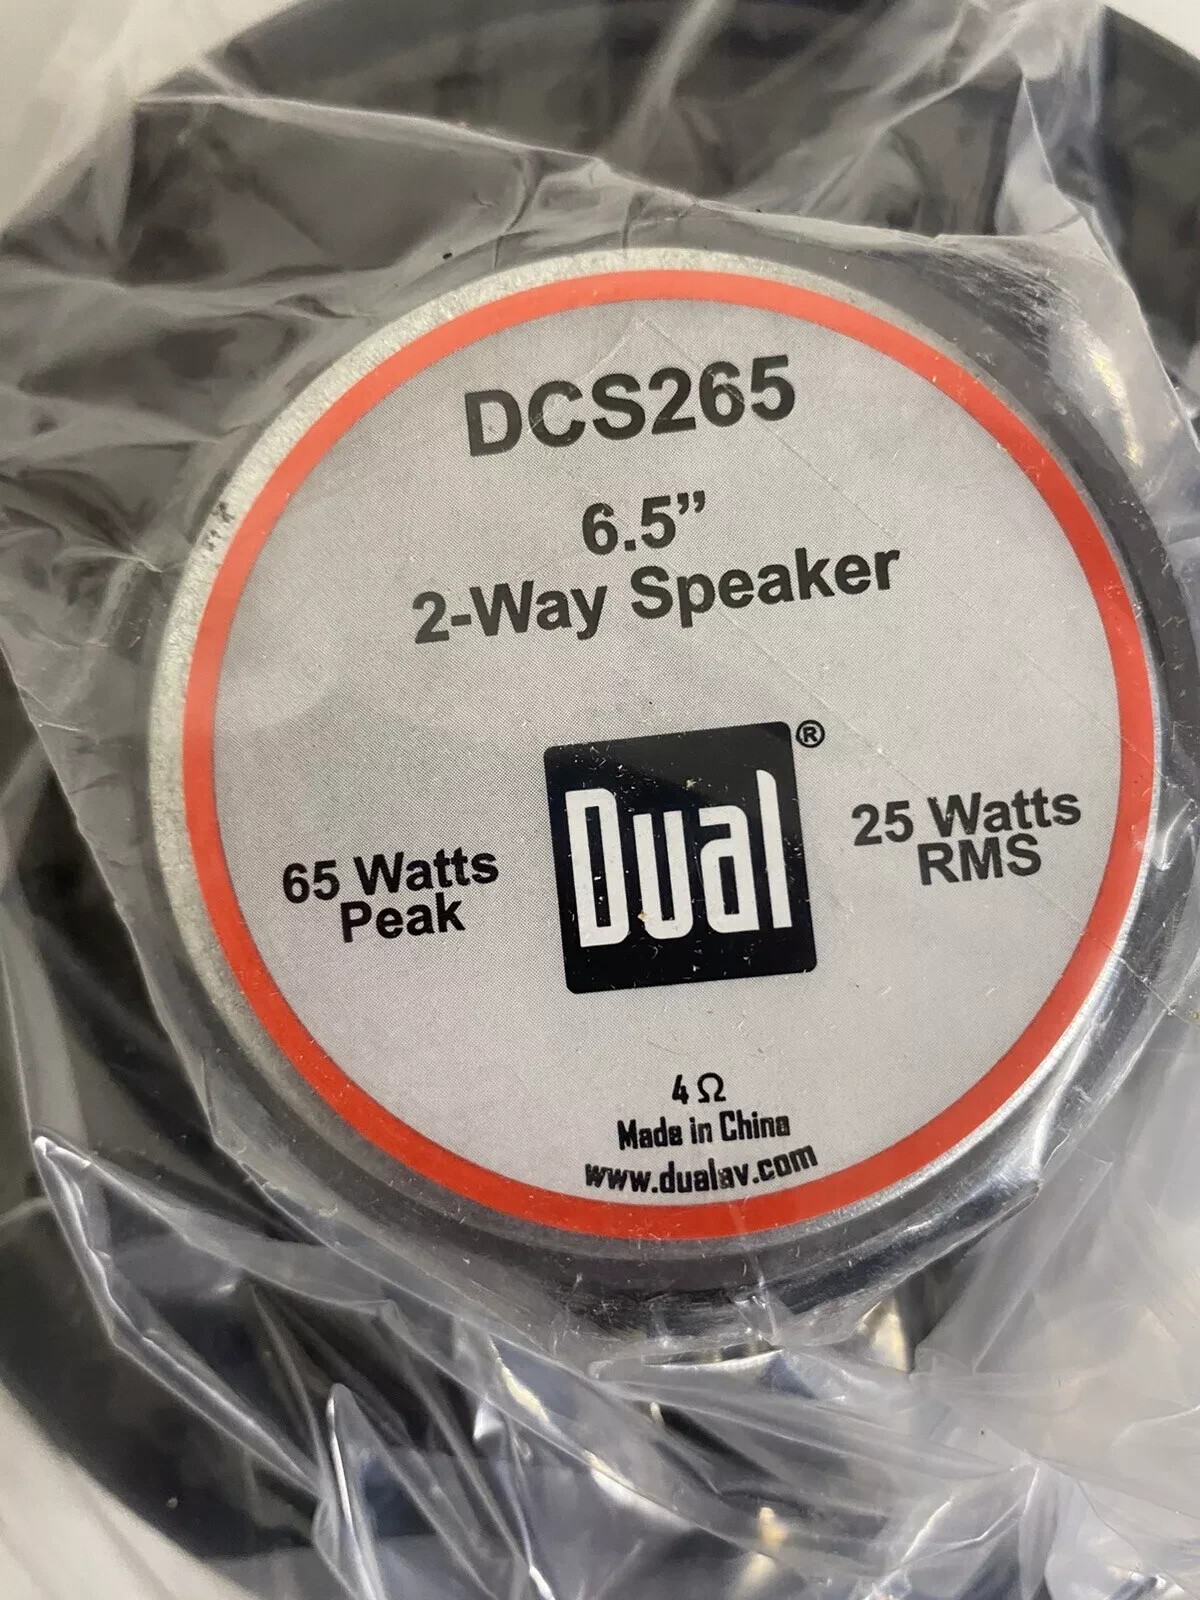 DCS265
6.5”
2-Way Speaker
Dual®
65 Watts
Peak
25 Watts
RMS
4 Ω
Made in China
www.dualav.com